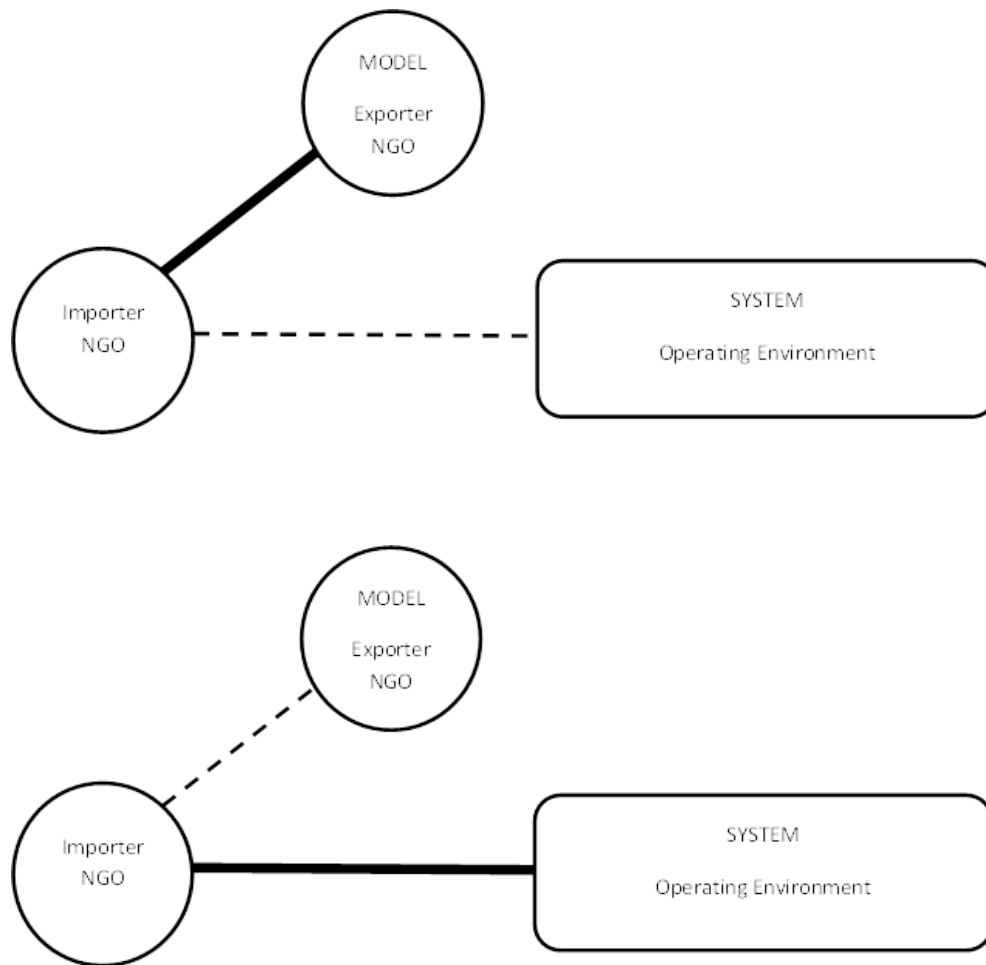 MODEL
Exporter
NGO
Importer
NGO
SYSTEM
Operating Environment
MODEL
Exporter
NGO
Importer
NGO
SYSTEM
Operating Environment